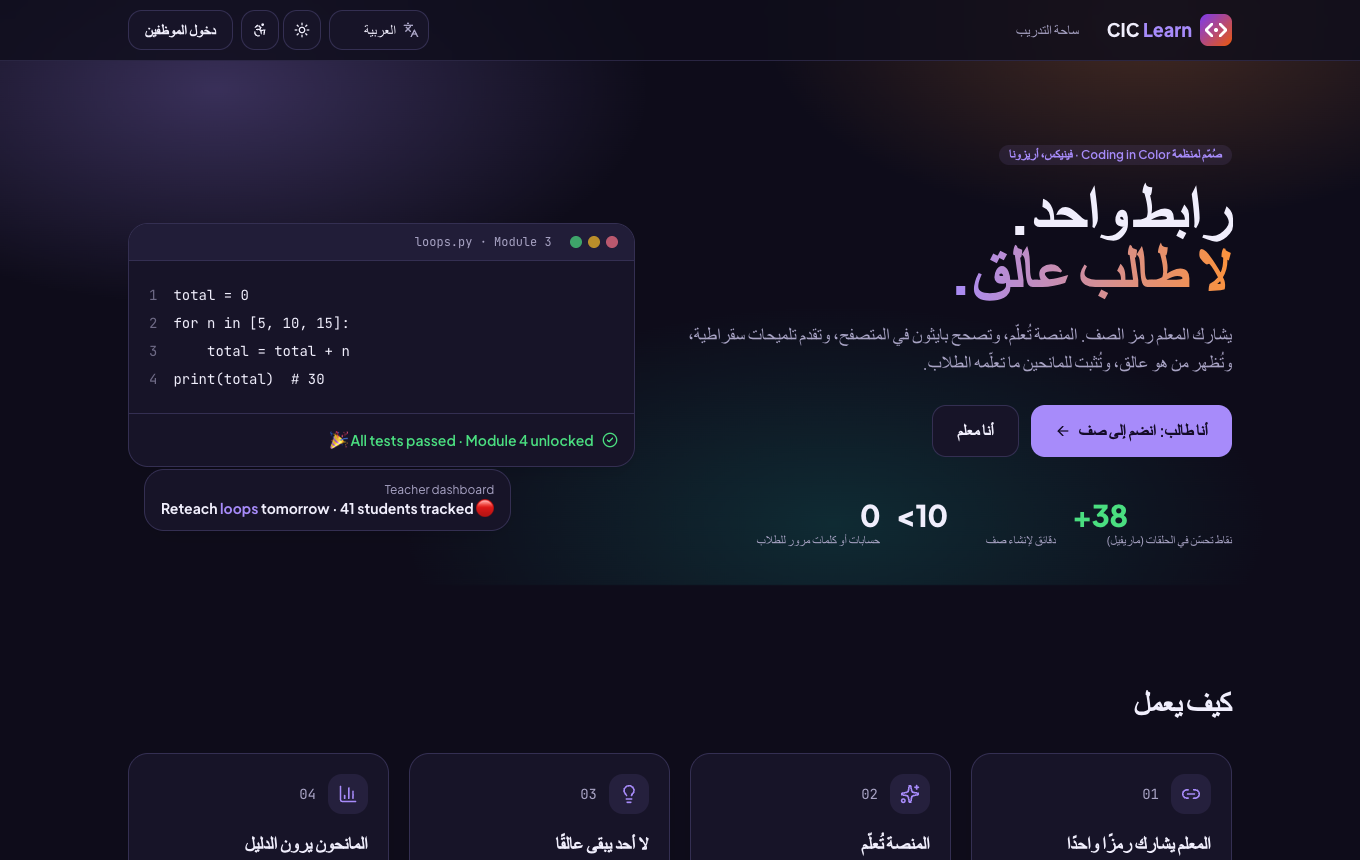 CIC Learn
ساحة التدريب
العربية
دخول الموظفين
صُمّم لمنظمة Coding in Color · فينيكس، أريزونا
رابط واحد.
لا طالب عالق.
يشارك المعلم رمز الصف. المنصة تُعلّم، وتصحح بايثون في المتصفح، وتقدم تلميحات سقراطية،
وتُظهر من هو عالق، وتُثبت للمانحين ما تعلّمه الطلاب.
أنا طالب: انضم إلى صف ←
أنا معلم
+38
نقاط تحسّن في الحلقات (ماريفيل)
<10
دقائق لإنشاء صف
0
حسابات أو كلمات مرور للطلاب
loops.py · Module 3
1 total = 0
2 for n in [5, 10, 15]:
3     total = total + n
4 print(total)  # 30
All tests passed · Module 4 unlocked 🎉
Teacher dashboard
🔴 Reteach loops tomorrow · 41 students tracked
كيف يعمل
01
المعلم يشارك رمزًا واحدًا
02
المنصة تُعلّم
03
لا أحد يبقى عالقًا
04
المانحون يرون الدليل